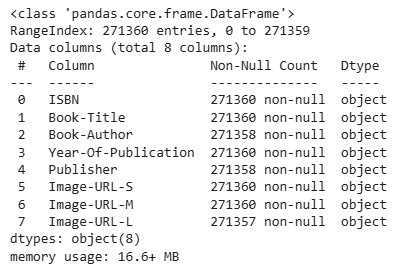 <class 'pandas.core.frame.DataFrame'>
RangeIndex: 271360 entries, 0 to 271359
Data columns (total 8 columns):
 #   Column               Non-Null Count   Dtype
---  ------               --------------   -----
 0   ISBN                 271360 non-null  object
 1   Book-Title           271360 non-null  object
 2   Book-Author          271358 non-null  object
 3   Year-Of-Publication  271360 non-null  object
 4   Publisher            271358 non-null  object
 5   Image-URL-S          271360 non-null  object
 6   Image-URL-M          271360 non-null  object
 7   Image-URL-L          271357 non-null  object
dtypes: object(8)
memory usage: 16.6+ MB